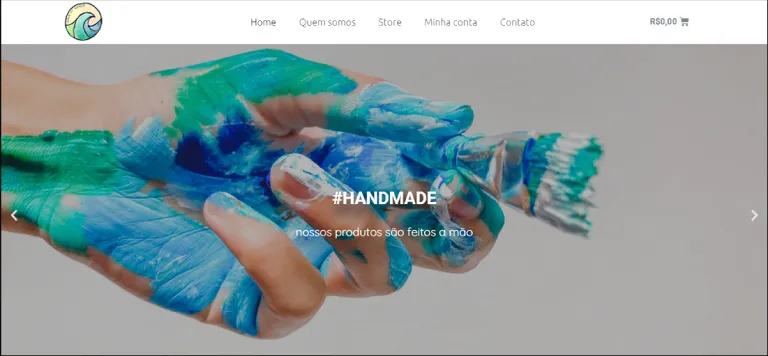 Home
Quem somos
Store
Minha conta
Contato
R$0,00
#HANDMADE
nossos produtos são feitos a mão